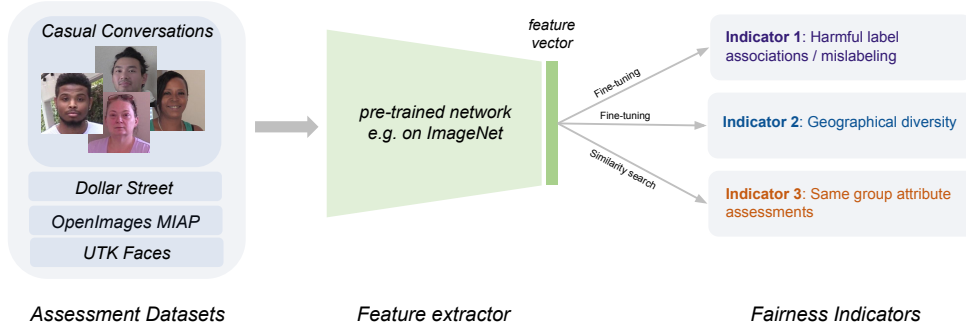 Casual Conversations
Dollar Street
OpenImages MIAP
UTK Faces
Assessment Datasets
pre-trained network
e.g. on ImageNet
feature
vector
Feature extractor
Fine-tuning
Fine-tuning
Similarity search
Indicator 1: Harmful label
associations / mislabeling
Indicator 2: Geographical diversity
Indicator 3: Same group attribute
assessments
Fairness Indicators